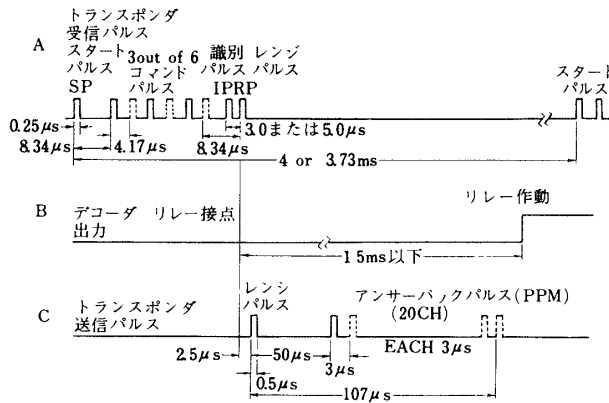 トランスポンダ
受信パルス
A
スタート
パルス
SP
3out of 6
コマンド
パルス
識別
パルス
IPRP
レンジ
パルス
スタート
パルス
0.25μs
8.34μs
4.17μs
8.34μs
3.0または5.0μs
4 or 3.73ms
B
デコーダ リレー接点
出力
リレー作動
15ms以下
C
トランスポンダ
送信パルス
レンシ
パルス
アンサーバックパルス(PPM)
(20CH)
EACH 3μs
2.5μs
50μs
3μs
0.5μs
107μs